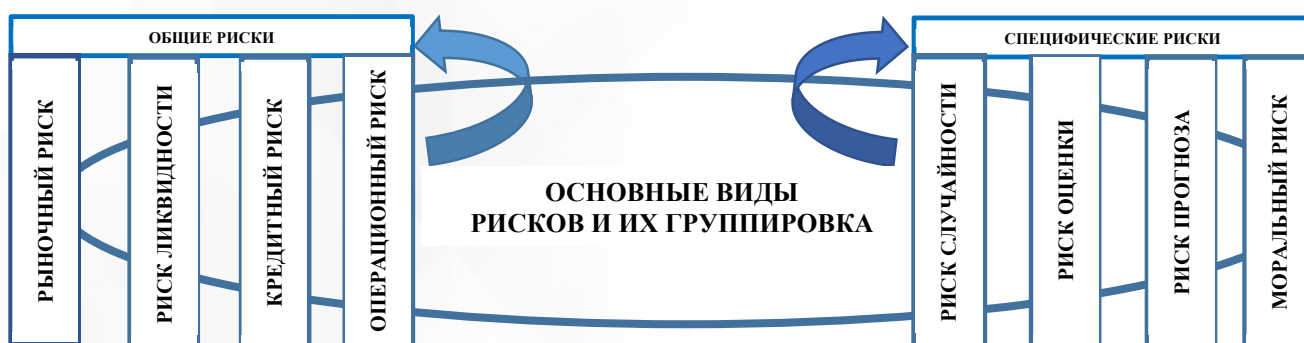 ОБЩИЕ РИСКИ
СПЕЦИФИЧЕСКИЕ РИСКИ
РЫНОЧНЫЙ РИСК
РИСК ЛИКВИДНОСТИ
КРЕДИТНЫЙ РИСК
ОПЕРАЦИОННЫЙ РИСК
ОСНОВНЫЕ ВИДЫ
РИСКОВ И ИХ ГРУППИРОВКА
РИСК СЛУЧАЙНОСТИ
РИСК ОЦЕНКИ
РИСК ПРОГНОЗА
МОРАЛЬНЫЙ РИСК